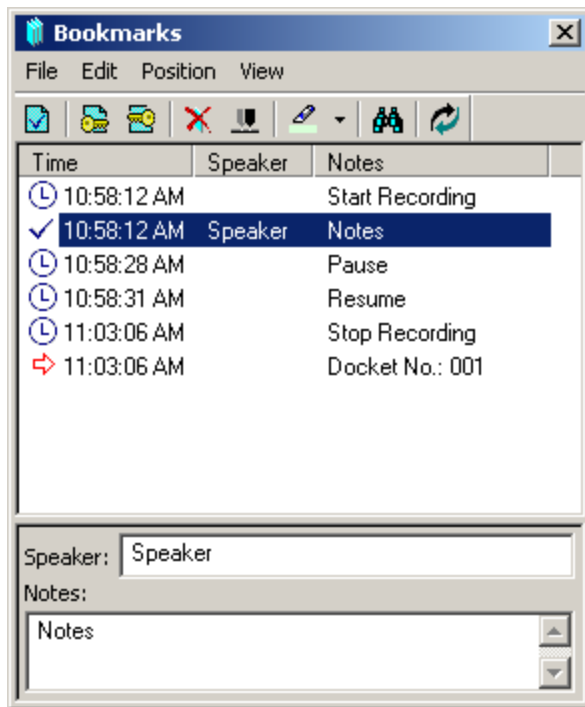 Bookmarks
File Edit Position View
Time Speaker Notes
10:58:12 AM Start Recording
10:58:12 AM Speaker Notes
10:58:28 AM Pause
10:58:31 AM Resume
11:03:06 AM Stop Recording
11:03:06 AM Docket No.: 001
Speaker: Speaker
Notes:
Notes